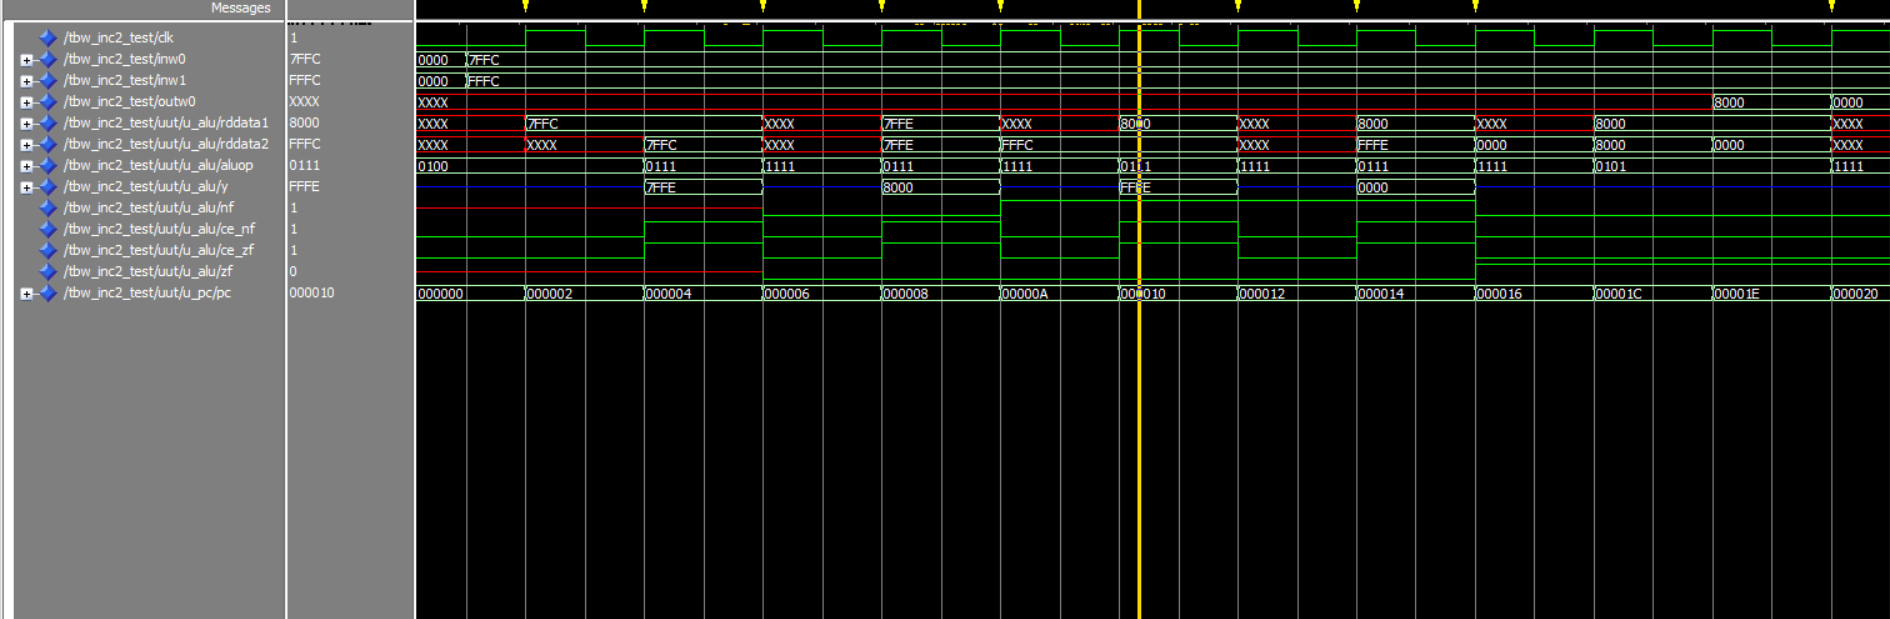 Messages
/tbw_inc2_test/clk 1
/tbw_inc2_test/inw0 7FFC 0000 7FFC
/tbw_inc2_test/inw1 FFFC 0000 FFFC
/tbw_inc2_test/outw0 XXXX XXXX 8000 0000
/tbw_inc2_test/uut/u_alu/rddata1 8000 XXXX 7FFC XXXX 7FFE XXXX 8000 XXXX 8000 XXXX 8000 XXXX
/tbw_inc2_test/uut/u_alu/rddata2 FFFC XXXX XXXX 7FFC XXXX 7FFE FFFC XXXX FFFE 0000 8000 0000 XXXX
/tbw_inc2_test/uut/u_alu/aluop 0111 0100 0111 1111 0111 1111 0111 1111 0111 1111 0101 1111
/tbw_inc2_test/uut/u_alu/y FFFE 7FFE 8000 FFFE 0000
/tbw_inc2_test/uut/u_alu/nf 1
/tbw_inc2_test/uut/u_alu/ce_nf 1
/tbw_inc2_test/uut/u_alu/ce_zf 1
/tbw_inc2_test/uut/u_alu/zf 0
/tbw_inc2_test/uut/u_pc/pc 000010 000000 000002 000004 000006 000008 00000A 000010 000012 000014 000016 00001C 00001E 000020